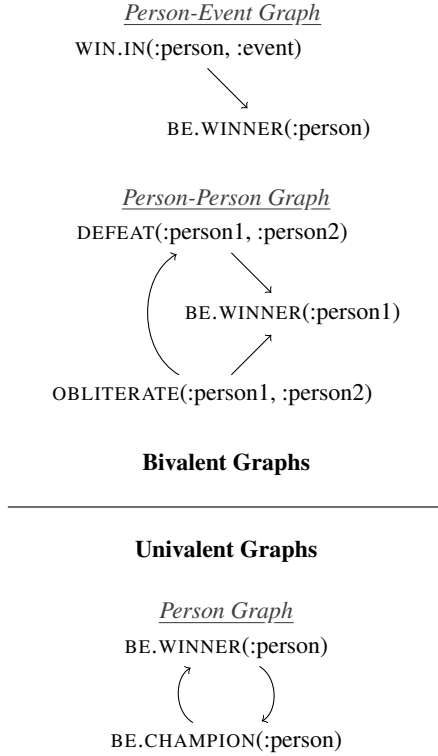 Person-Event Graph
WIN.IN(:person, :event)
BE.WINNER(:person)
Person-Person Graph
DEFEAT(:person1, :person2)
BE.WINNER(:person1)
OBLITERATE(:person1, :person2)
Bivalent Graphs
Univalent Graphs
Person Graph
BE.WINNER(:person)
BE.CHAMPION(:person)